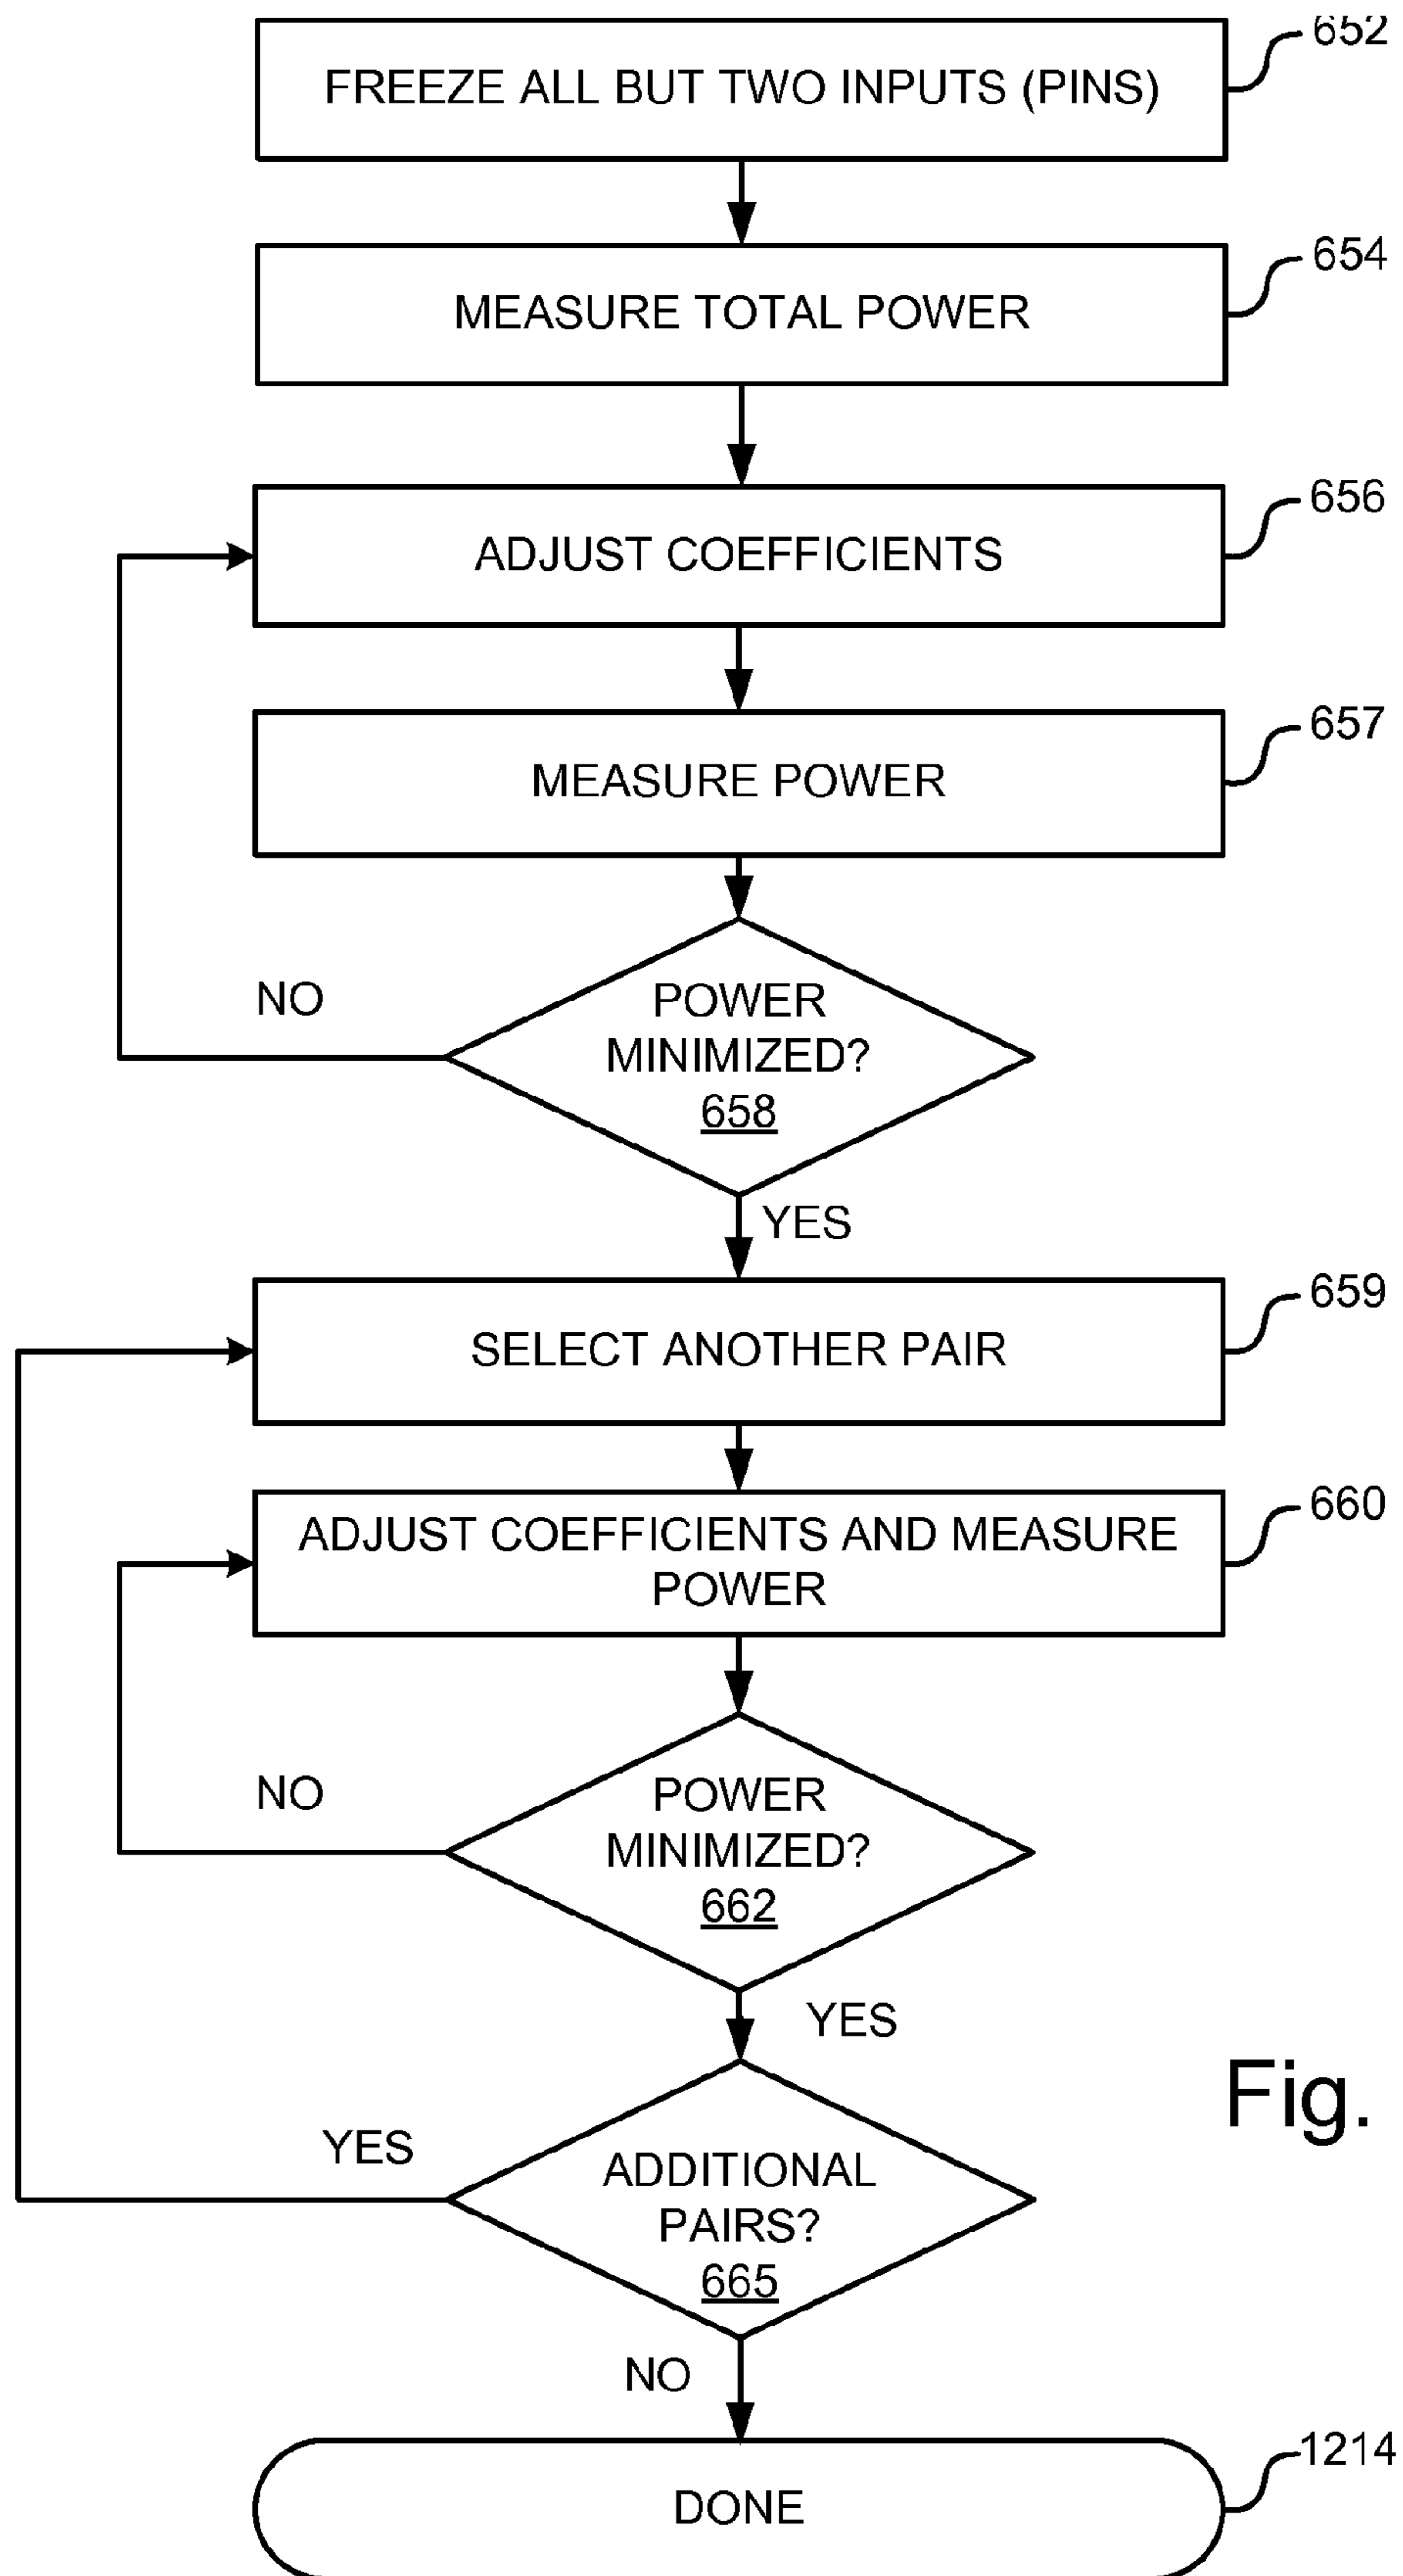 652
FREEZE ALL BUT TWO INPUTS (PINS)
654
MEASURE TOTAL POWER
656
ADJUST COEFFICIENTS
657
MEASURE POWER
NO
POWER
MINIMIZED?
658
YES
659
SELECT ANOTHER PAIR
660
ADJUST COEFFICIENTS AND MEASURE
POWER
NO
POWER
MINIMIZED?
662
YES
Fig.
YES
ADDITIONAL
PAIRS?
665
NO
1214
DONE